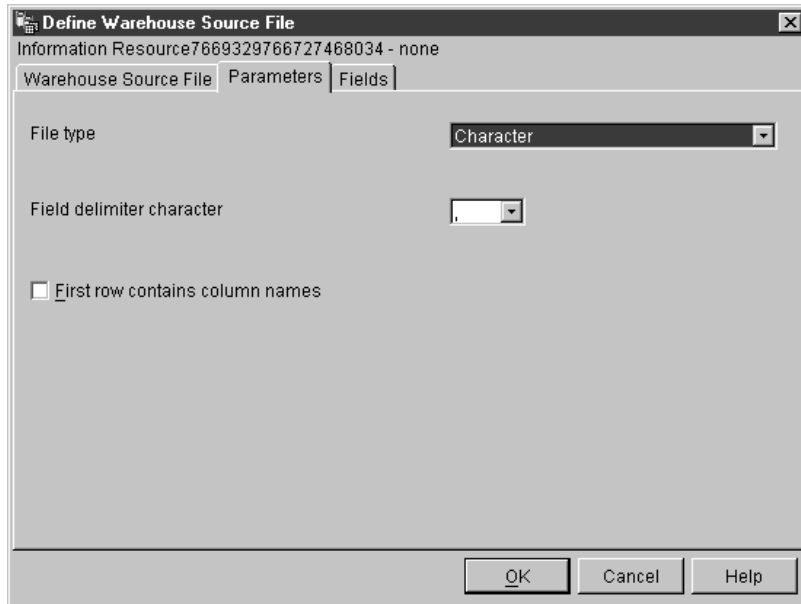 Define Warehouse Source File
Information Resource7669329766727468034 - none
Warehouse Source File Parameters Fields
File type Character
Field delimiter character ,
First row contains column names
OK Cancel Help